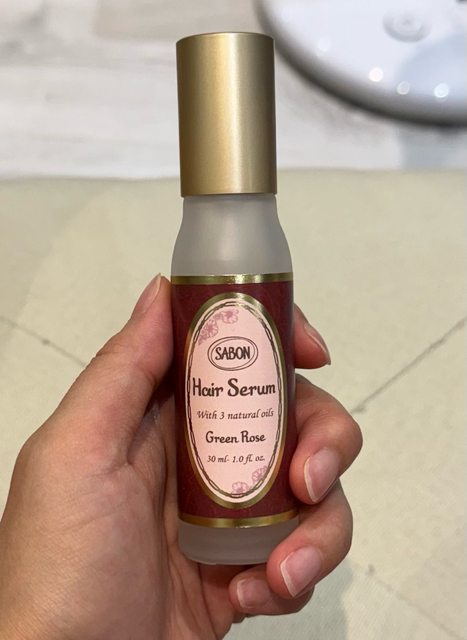 SABON
Hair Serum
With 3 natural oils
Green Rose
30 ml- 1.0 fl. oz.